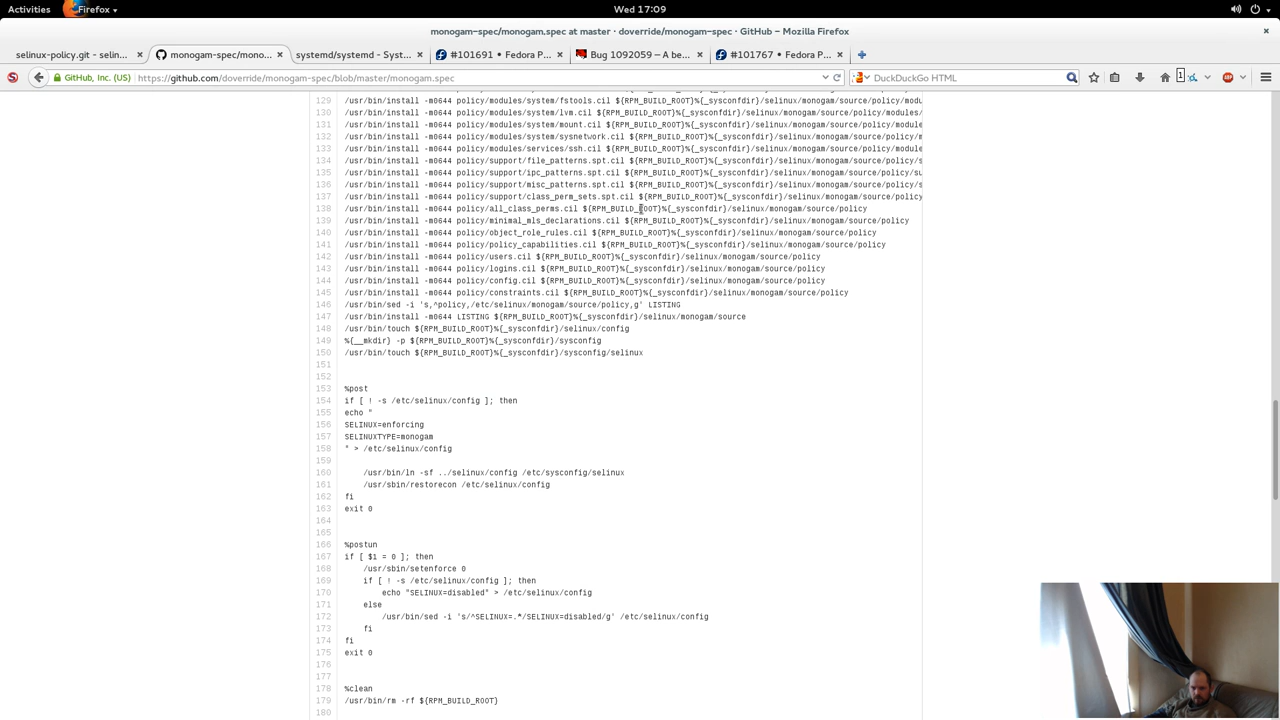 Activities Firefox Wed 17:09
monogam-spec/monogam.spec at master · doverride/monogam-spec · GitHub – Mozilla Firefox
selinux-policy.git - selin... monogam-spec/mono... systemd/systemd - Syst... #101691 • Fedora P... Bug 1092059 – A be... #101767 • Fedora P...
GitHub, Inc. (US) https://github.com/doverride/monogam-spec/blob/master/monogam.spec DuckDuckGo HTML 1
129 /usr/bin/install -m0644 policy/modules/system/fstools.cil ${RPM_BUILD_ROOT}%{_sysconfdir}/selinux/monogam/source/policy/modu
130 /usr/bin/install -m0644 policy/modules/system/lvm.cil ${RPM_BUILD_ROOT}%{_sysconfdir}/selinux/monogam/source/policy/modules/
131 /usr/bin/install -m0644 policy/modules/system/mount.cil ${RPM_BUILD_ROOT}%{_sysconfdir}/selinux/monogam/source/policy/module
132 /usr/bin/install -m0644 policy/modules/system/sysnetwork.cil ${RPM_BUILD_ROOT}%{_sysconfdir}/selinux/monogam/source/policy/m
133 /usr/bin/install -m0644 policy/modules/services/ssh.cil ${RPM_BUILD_ROOT}%{_sysconfdir}/selinux/monogam/source/policy/module
134 /usr/bin/install -m0644 policy/support/file_patterns.spt.cil ${RPM_BUILD_ROOT}%{_sysconfdir}/selinux/monogam/source/policy/s
135 /usr/bin/install -m0644 policy/support/ipc_patterns.spt.cil ${RPM_BUILD_ROOT}%{_sysconfdir}/selinux/monogam/source/policy/su
136 /usr/bin/install -m0644 policy/support/misc_patterns.spt.cil ${RPM_BUILD_ROOT}%{_sysconfdir}/selinux/monogam/source/policy/s
137 /usr/bin/install -m0644 policy/support/class_perm_sets.spt.cil ${RPM_BUILD_ROOT}%{_sysconfdir}/selinux/monogam/source/policy
138 /usr/bin/install -m0644 policy/all_class_perms.cil ${RPM_BUILD_ROOT}%{_sysconfdir}/selinux/monogam/source/policy
139 /usr/bin/install -m0644 policy/minimal_mls_declarations.cil ${RPM_BUILD_ROOT}%{_sysconfdir}/selinux/monogam/source/policy
140 /usr/bin/install -m0644 policy/object_role_rules.cil ${RPM_BUILD_ROOT}%{_sysconfdir}/selinux/monogam/source/policy
141 /usr/bin/install -m0644 policy/policy_capabilities.cil ${RPM_BUILD_ROOT}%{_sysconfdir}/selinux/monogam/source/policy
142 /usr/bin/install -m0644 policy/users.cil ${RPM_BUILD_ROOT}%{_sysconfdir}/selinux/monogam/source/policy
143 /usr/bin/install -m0644 policy/logins.cil ${RPM_BUILD_ROOT}%{_sysconfdir}/selinux/monogam/source/policy
144 /usr/bin/install -m0644 policy/config.cil ${RPM_BUILD_ROOT}%{_sysconfdir}/selinux/monogam/source/policy
145 /usr/bin/install -m0644 policy/constraints.cil ${RPM_BUILD_ROOT}%{_sysconfdir}/selinux/monogam/source/policy
146 /usr/bin/sed -i 's,^policy,/etc/selinux/monogam/source/policy,g' LISTING
147 /usr/bin/install -m0644 LISTING ${RPM_BUILD_ROOT}%{_sysconfdir}/selinux/monogam/source
148 /usr/bin/touch ${RPM_BUILD_ROOT}%{_sysconfdir}/selinux/config
149 %{__mkdir} -p ${RPM_BUILD_ROOT}%{_sysconfdir}/sysconfig
150 /usr/bin/touch ${RPM_BUILD_ROOT}%{_sysconfdir}/sysconfig/selinux
151
152
153 %post
154 if [ ! -s /etc/selinux/config ]; then
155 echo "
156 SELINUX=enforcing
157 SELINUXTYPE=monogam
158 " > /etc/selinux/config
159
160 /usr/bin/ln -sf ../selinux/config /etc/sysconfig/selinux
161 /usr/sbin/restorecon /etc/selinux/config
162 fi
163 exit 0
164
165
166 %postun
167 if [ $1 = 0 ]; then
168 /usr/sbin/setenforce 0
169 if [ ! -s /etc/selinux/config ]; then
170 echo "SELINUX=disabled" > /etc/selinux/config
171 else
172 /usr/bin/sed -i 's/^SELINUX=.*/SELINUX=disabled/g' /etc/selinux/config
173 fi
174 fi
175 exit 0
176
177
178 %clean
179 /usr/bin/rm -rf ${RPM_BUILD_ROOT}
180